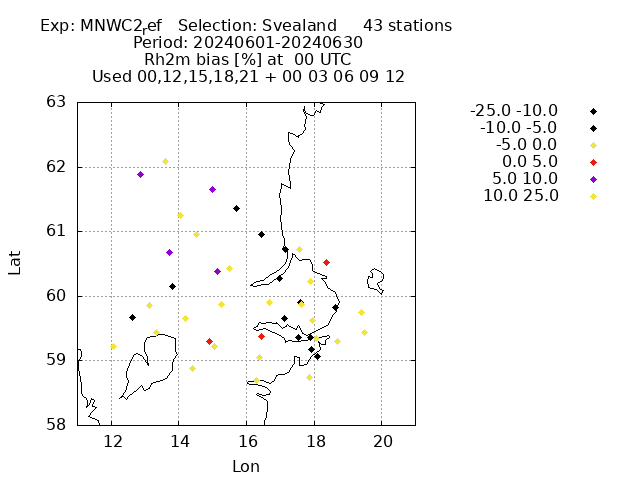 Exp: MNWC2ref Selection: Svealand 43 stations
Period: 20240601-20240630
Rh2m bias [%] at 00 UTC
Used 00,12,15,18,21 + 00 03 06 09 12
-25.0 -10.0
-10.0 -5.0
-5.0 0.0
0.0 5.0
5.0 10.0
10.0 25.0
63
62
61
60
59
58
Lat
12 14 16 18 20
Lon